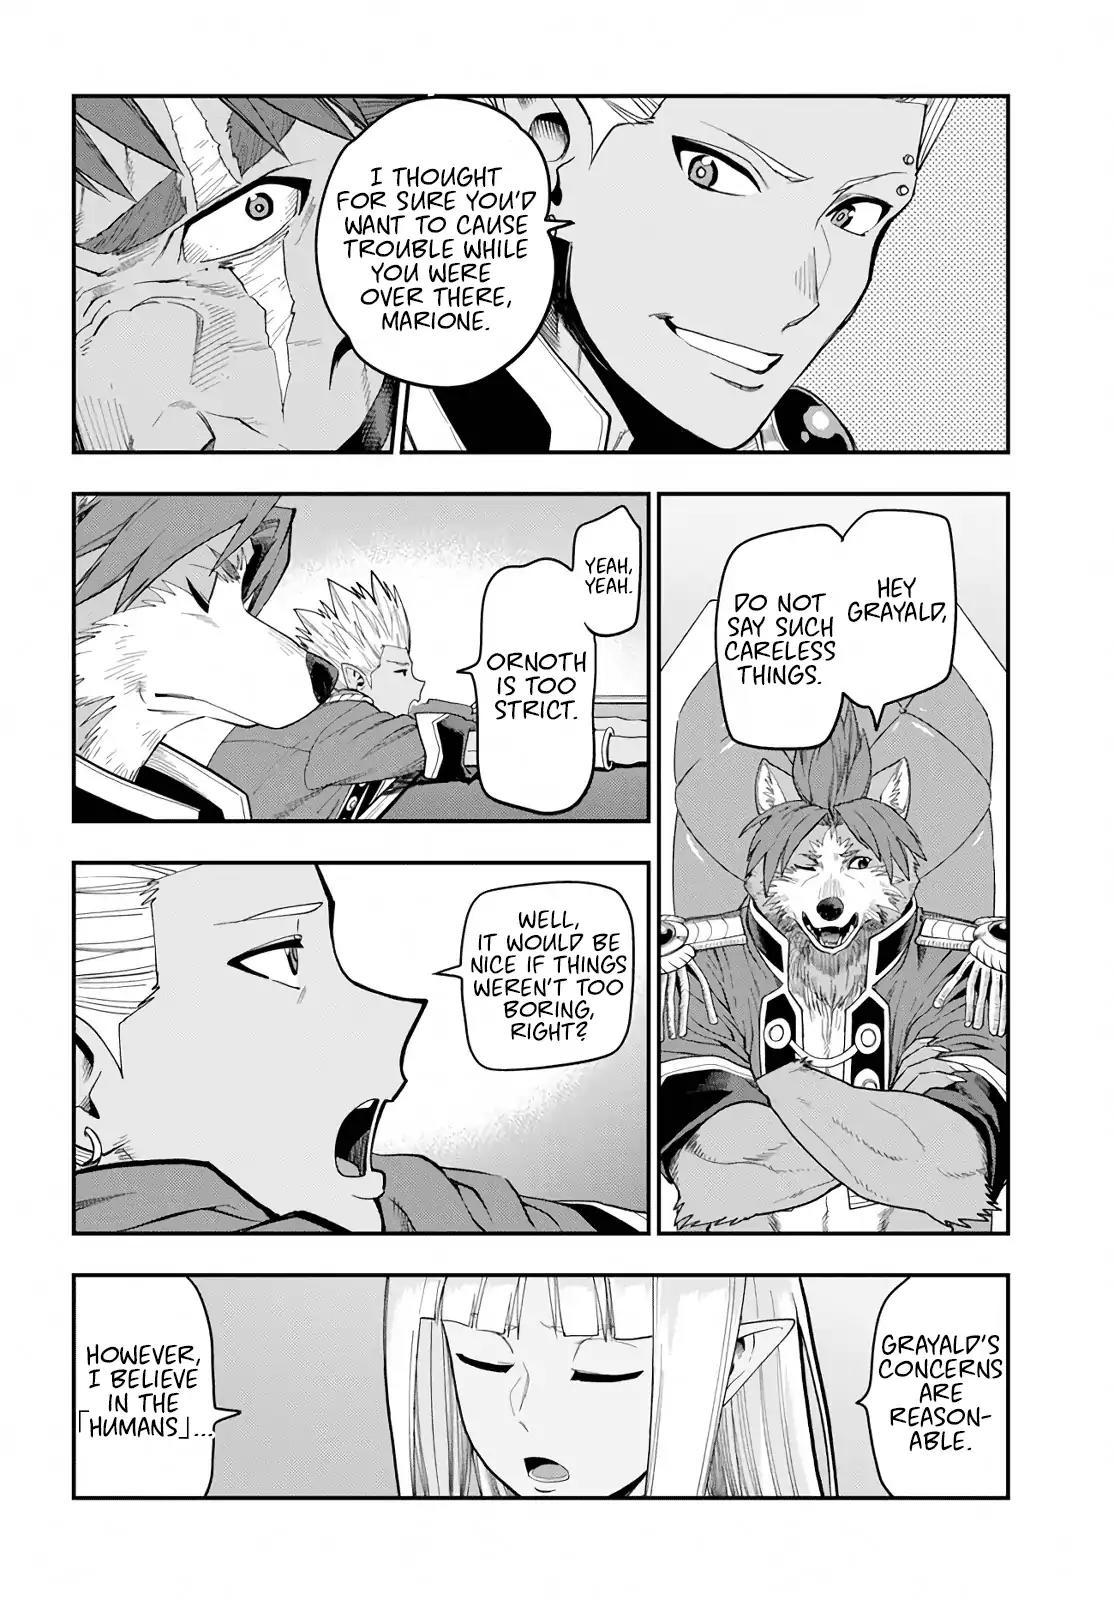 I THOUGHT
FOR SURE YOU'D
WANT TO CAUSE
TROUBLE WHILE
YOU WERE
OVER THERE,
MARIONE.
HEY
GRAYALD,
DO NOT
SAY SUCH
CARELESS
THINGS.
YEAH,
YEAH.
ORNOTH
IS TOO
STRICT.
WELL,
IT WOULD BE
NICE IF THINGS
WEREN'T TOO
BORING,
RIGHT?
GRAYALD'S
CONCERNS
ARE
REASON-
ABLE.
HOWEVER,
I BELIEVE
IN THE
「HUMANS」...